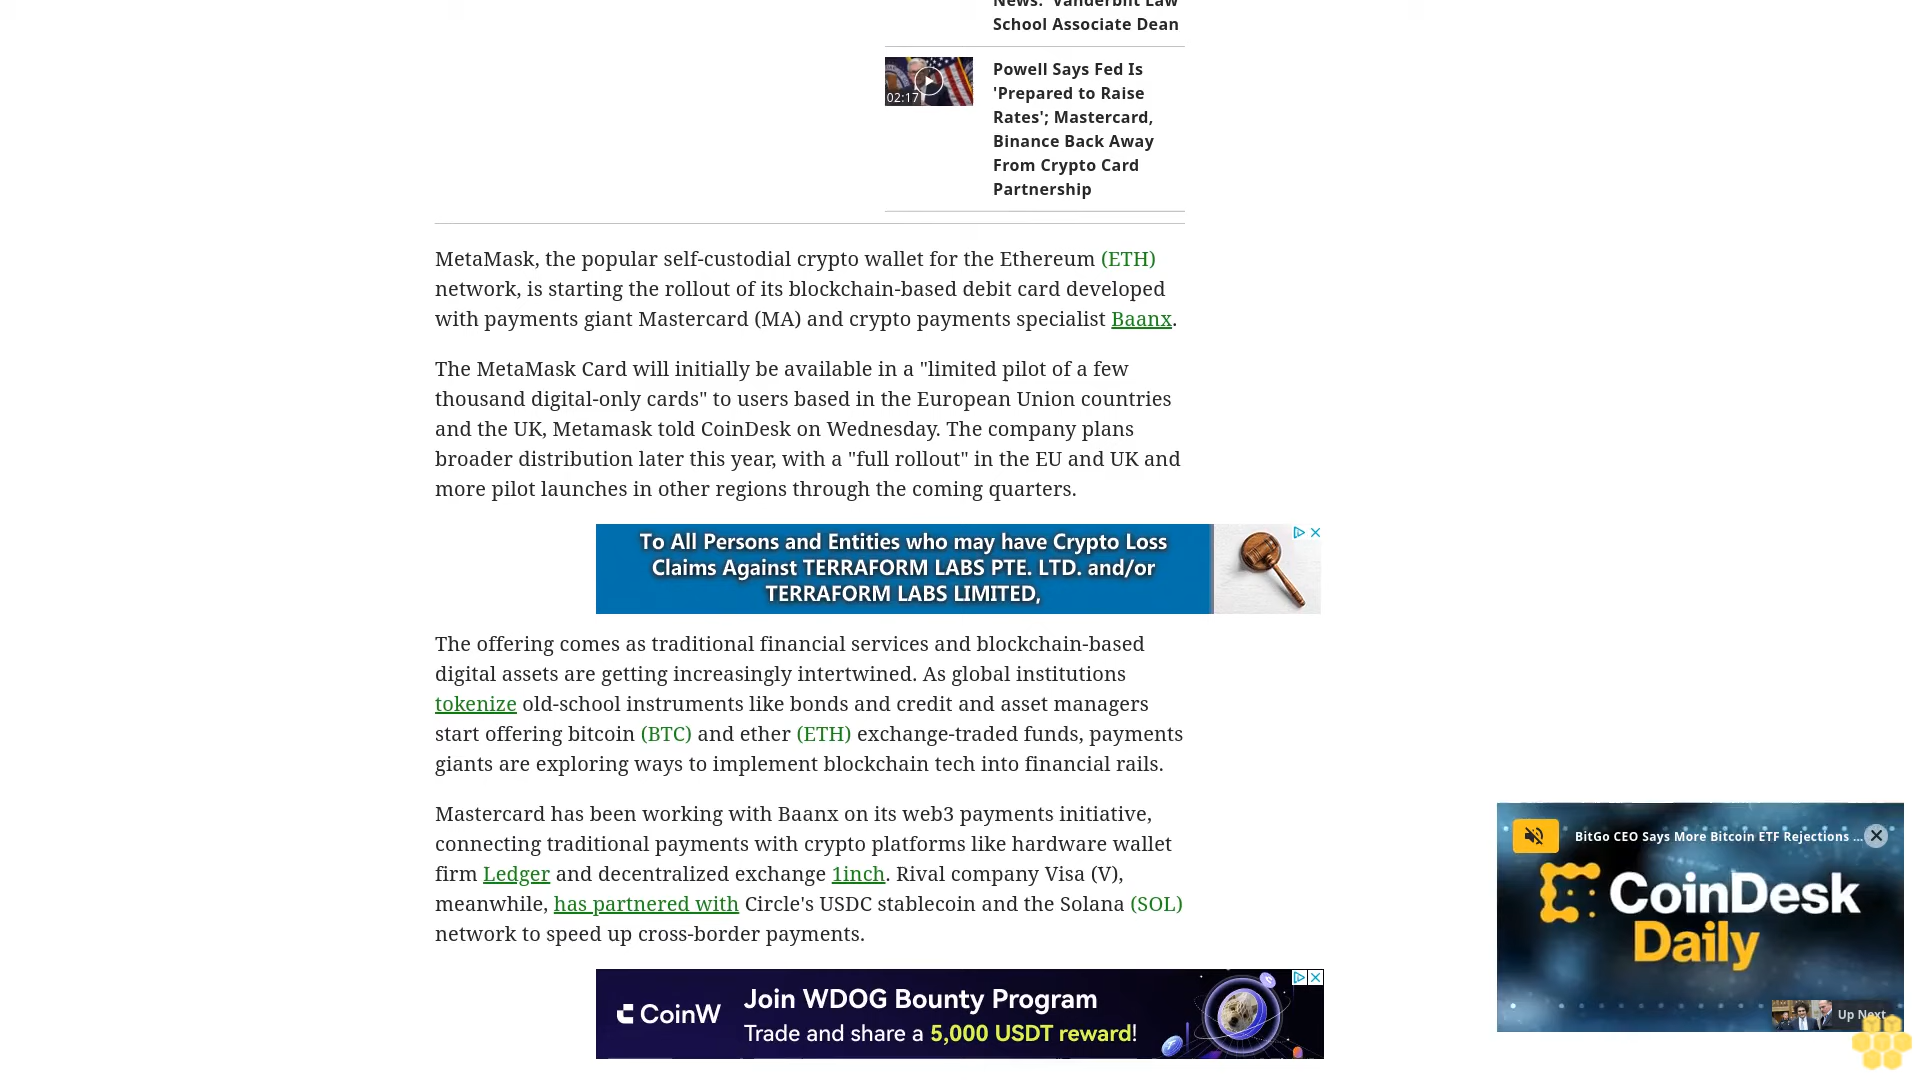 News: 'Vanderbilt Law
School Associate Dean
02:17
Powell Says Fed Is
'Prepared to Raise
Rates'; Mastercard,
Binance Back Away
From Crypto Card
Partnership
MetaMask, the popular self-custodial crypto wallet for the Ethereum (ETH)
network, is starting the rollout of its blockchain-based debit card developed
with payments giant Mastercard (MA) and crypto payments specialist Baanx.
The MetaMask Card will initially be available in a "limited pilot of a few
thousand digital-only cards" to users based in the European Union countries
and the UK, Metamask told CoinDesk on Wednesday. The company plans
broader distribution later this year, with a "full rollout" in the EU and UK and
more pilot launches in other regions through the coming quarters.
To All Persons and Entities who may have Crypto Loss
Claims Against TERRAFORM LABS PTE. LTD. and/or
TERRAFORM LABS LIMITED,
The offering comes as traditional financial services and blockchain-based
digital assets are getting increasingly intertwined. As global institutions
tokenize old-school instruments like bonds and credit and asset managers
start offering bitcoin (BTC) and ether (ETH) exchange-traded funds, payments
giants are exploring ways to implement blockchain tech into financial rails.
Mastercard has been working with Baanx on its web3 payments initiative,
connecting traditional payments with crypto platforms like hardware wallet
firm Ledger and decentralized exchange 1inch. Rival company Visa (V),
meanwhile, has partnered with Circle's USDC stablecoin and the Solana (SOL)
network to speed up cross-border payments.
CoinW
Join WDOG Bounty Program
Trade and share a 5,000 USDT reward!
BitGo CEO Says More Bitcoin ETF Rejections ...
CoinDesk
Daily
Up Next